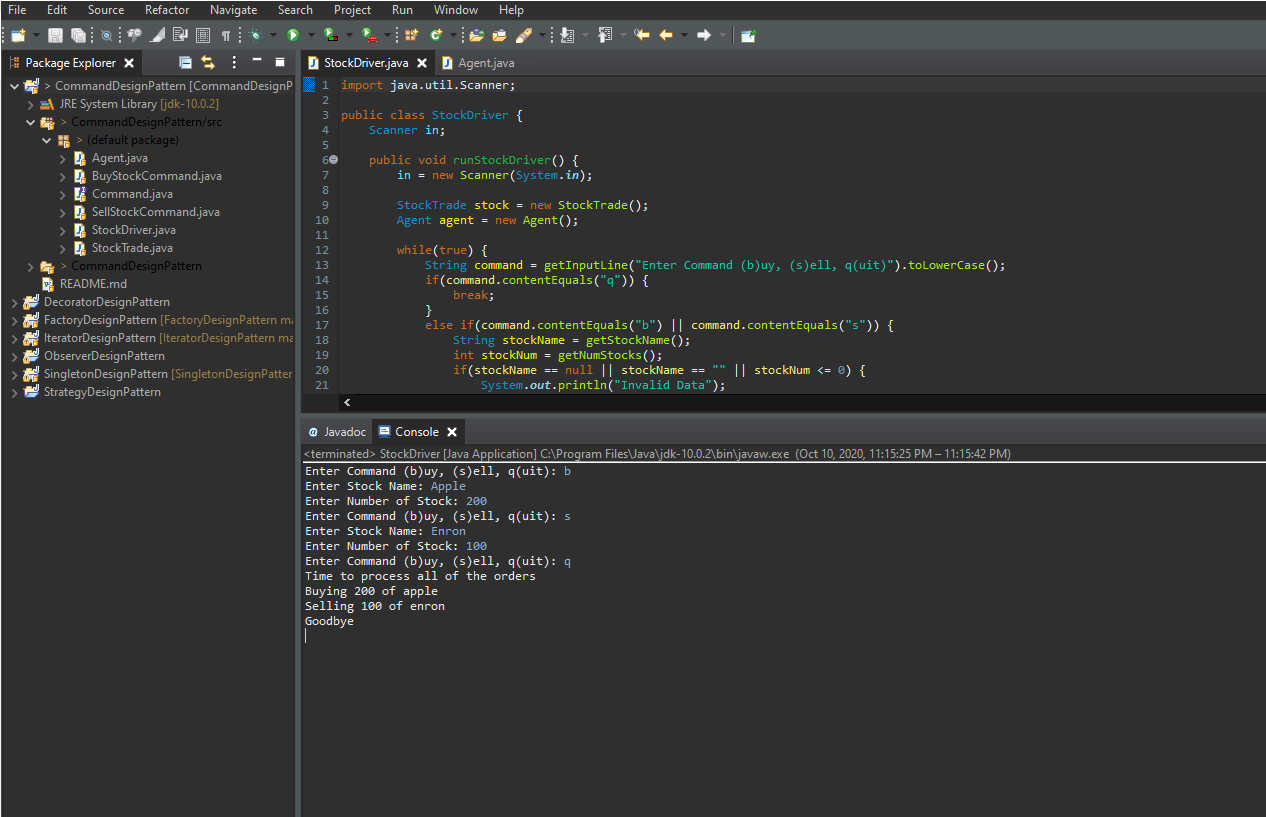 File Edit Source Refactor Navigate Search Project Run Window Help
Package Explorer
> CommandDesignPattern [CommandDesignP
JRE System Library [jdk-10.0.2]
> CommandDesignPattern/src
> (default package)
Agent.java
BuyStockCommand.java
Command.java
SellStockCommand.java
StockDriver.java
StockTrade.java
> CommandDesignPattern
README.md
DecoratorDesignPattern
FactoryDesignPattern [FactoryDesignPattern ma
IteratorDesignPattern [IteratorDesignPattern ma
ObserverDesignPattern
SingletonDesignPattern [SingletonDesignPatter
StrategyDesignPattern
StockDriver.java Agent.java
1 import java.util.Scanner;
2
3 public class StockDriver {
4 Scanner in;
5
6 public void runStockDriver() {
7 in = new Scanner(System.in);
8
9 StockTrade stock = new StockTrade();
10 Agent agent = new Agent();
11
12 while(true) {
13 String command = getInputLine("Enter Command (b)uy, (s)ell, q(uit)").toLowerCase();
14 if(command.contentEquals("q")) {
15 break;
16 }
17 else if(command.contentEquals("b") || command.contentEquals("s")) {
18 String stockName = getStockName();
19 int stockNum = getNumStocks();
20 if(stockName == null || stockName == "" || stockNum <= 0) {
21 System.out.println("Invalid Data");
@ Javadoc Console
<terminated> StockDriver [Java Application] C:\Program Files\Java\jdk-10.0.2\bin\javaw.exe (Oct 10, 2020, 11:15:25 PM – 11:15:42 PM)
Enter Command (b)uy, (s)ell, q(uit): b
Enter Stock Name: Apple
Enter Number of Stock: 200
Enter Command (b)uy, (s)ell, q(uit): s
Enter Stock Name: Enron
Enter Number of Stock: 100
Enter Command (b)uy, (s)ell, q(uit): q
Time to process all of the orders
Buying 200 of apple
Selling 100 of enron
Goodbye